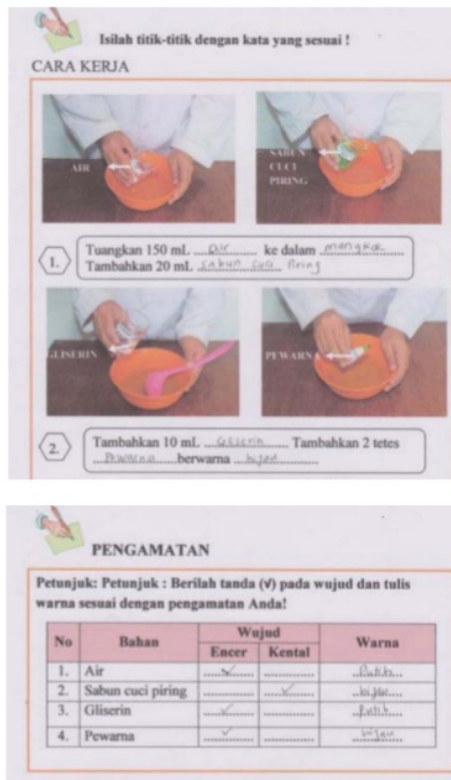 Isilah titik-titik dengan kata yang sesuai !
CARA KERJA
AIR
SABUN
CUCI
PIRING
1. Tuangkan 150 mL ...air... ke dalam ...mangkok...
Tambahkan 20 mL ...sabun cuci Piring
GLISERIN
PEWARNA
2. Tambahkan 10 mL ...Gliserin... Tambahkan 2 tetes
...Pewarna...berwarna ...hijau...
PENGAMATAN
Petunjuk: Petunjuk : Berilah tanda (√) pada wujud dan tulis
warna sesuai dengan pengamatan Anda!
No Bahan Wujud Warna
Encer Kental
1. Air ...✓... ............ ...Putih...
2. Sabun cuci piring ............ ...✓... ...hijau...
3. Gliserin ...✓... ............ ...Putih...
4. Pewarna ...✓... ............ ...hijau...